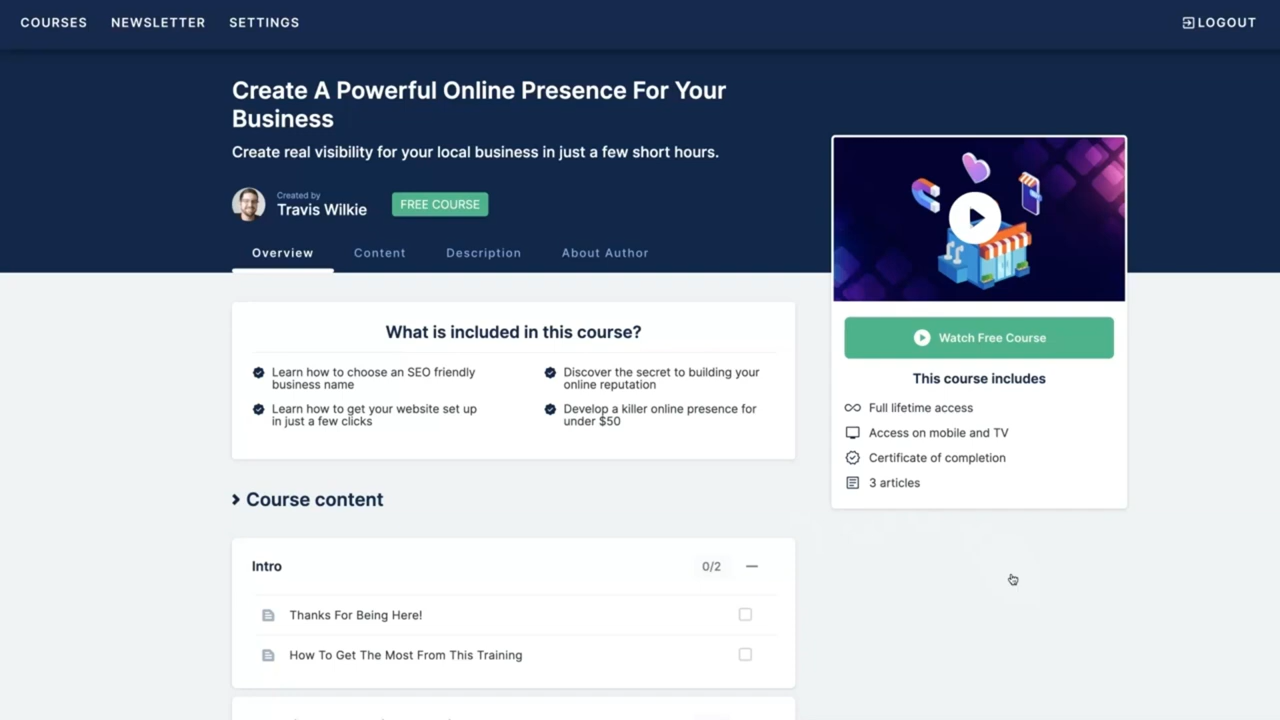 COURSES NEWSLETTER SETTINGS LOGOUT
Create A Powerful Online Presence For Your
Business
Create real visibility for your local business in just a few short hours.
Created by
Travis Wilkie
FREE COURSE
Overview Content Description About Author
What is included in this course?
Learn how to choose an SEO friendly
business name
Discover the secret to building your
online reputation
Learn how to get your website set up
in just a few clicks
Develop a killer online presence for
under $50
Watch Free Course
This course includes
Full lifetime access
Access on mobile and TV
Certificate of completion
3 articles
Course content
Intro 0/2
Thanks For Being Here!
How To Get The Most From This Training